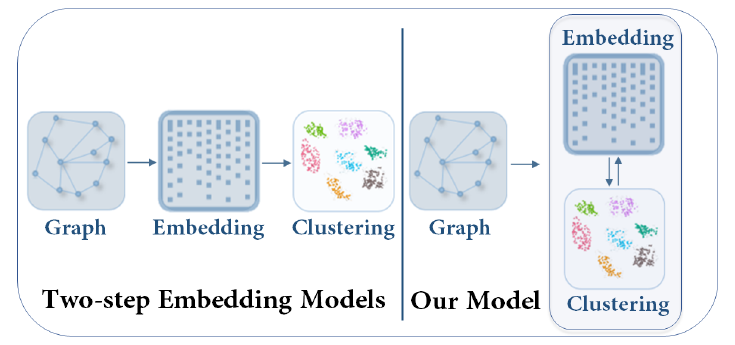 Graph
Embedding
Clustering
Two-step Embedding Models
Graph
Our Model
Embedding
Clustering